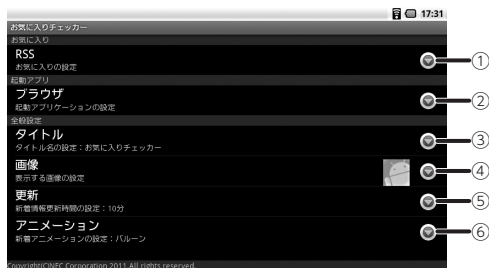 17:31
お気に入りチェッカー
お気に入り
RSS
お気に入りの設定
①
起動アプリ
ブラウザ
起動アプリケーションの設定
②
全般設定
タイトル
タイトル名の設定：お気に入りチェッカー
③
画像
表示する画像の設定
④
更新
新着情報更新時間の設定：10分
⑤
アニメーション
新着アニメーションの設定：バルーン
⑥
Copyright(C)NEC Corporation 2011 All rights reserved.